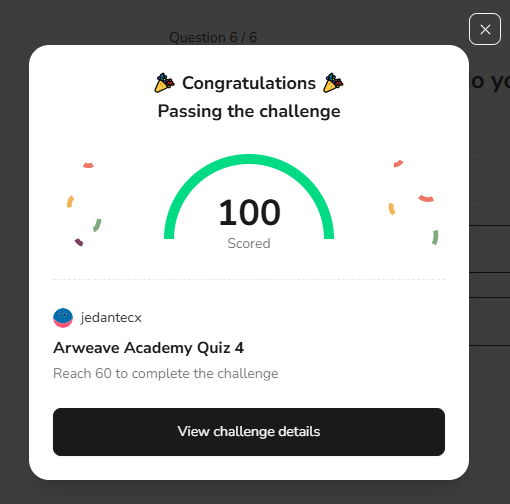 Question 6 / 6
o yo
Congratulations
Passing the challenge
100
Scored
jedantecx
Arweave Academy Quiz 4
Reach 60 to complete the challenge
View challenge details